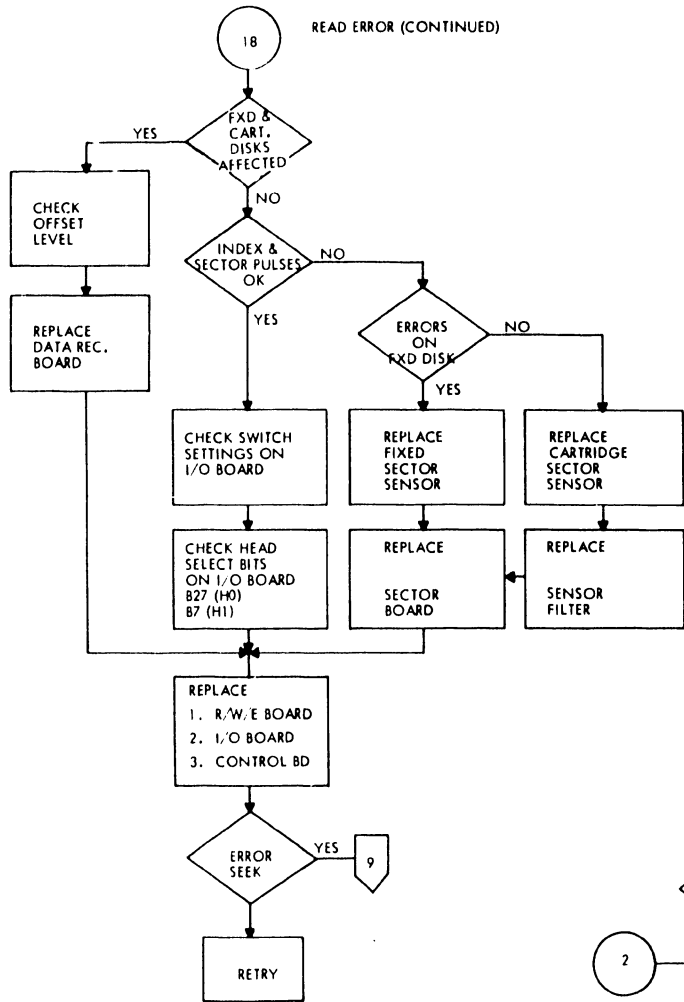 18
READ ERROR (CONTINUED)
FXD &
CART.
DISKS
AFFECTED
YES
NO
CHECK
OFFSET
LEVEL
INDEX &
SECTOR PULSES
OK
NO
YES
REPLACE
DATA REC.
BOARD
ERRORS
ON
FXD DISK
NO
YES
CHECK SWITCH
SETTINGS ON
I/O BOARD
REPLACE
FIXED
SECTOR
SENSOR
REPLACE
CARTRIDGE
SECTOR
SENSOR
CHECK HEAD
SELECT BITS
ON I/O BOARD
B27 (H0)
B7 (H1)
REPLACE
SECTOR
BOARD
REPLACE
SENSOR
FILTER
REPLACE
1. R/W/E BOARD
2. I/O BOARD
3. CONTROL BD
ERROR
SEEK
YES
9
RETRY
2